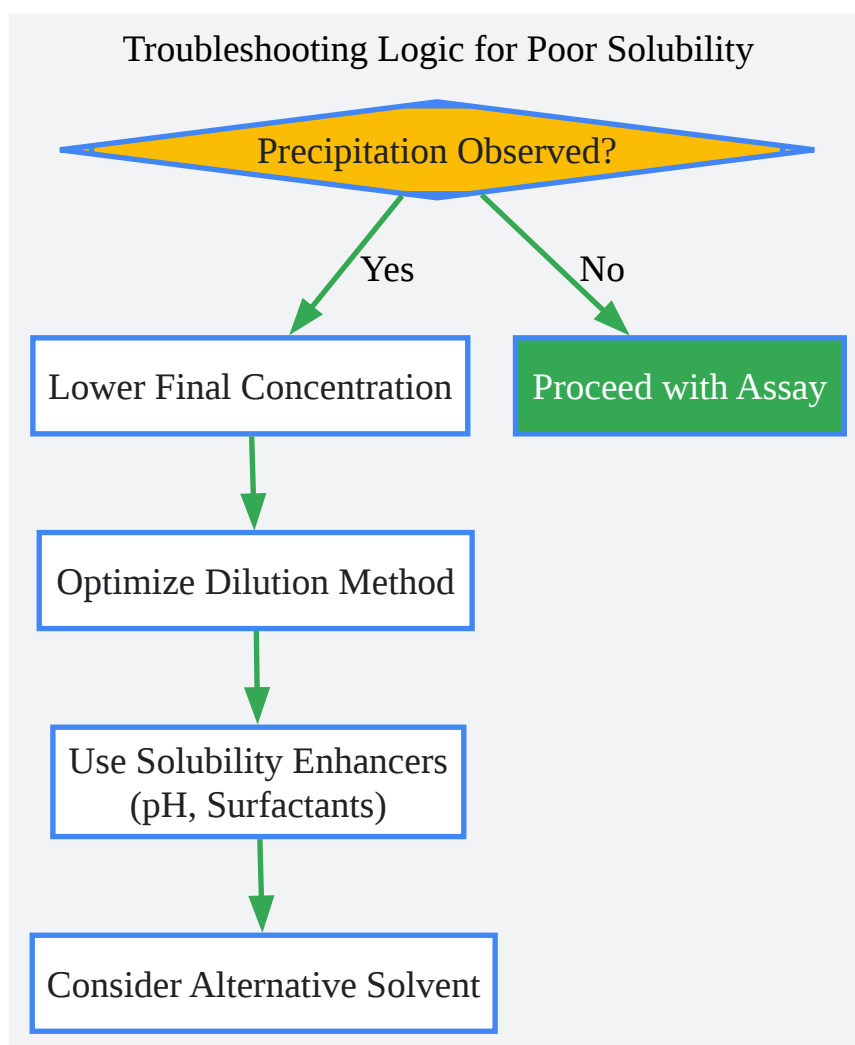 Troubleshooting Logic for Poor Solubility
Precipitation Observed?
Yes
No
Lower Final Concentration
Proceed with Assay
Optimize Dilution Method
Use Solubility Enhancers
(pH, Surfactants)
Consider Alternative Solvent